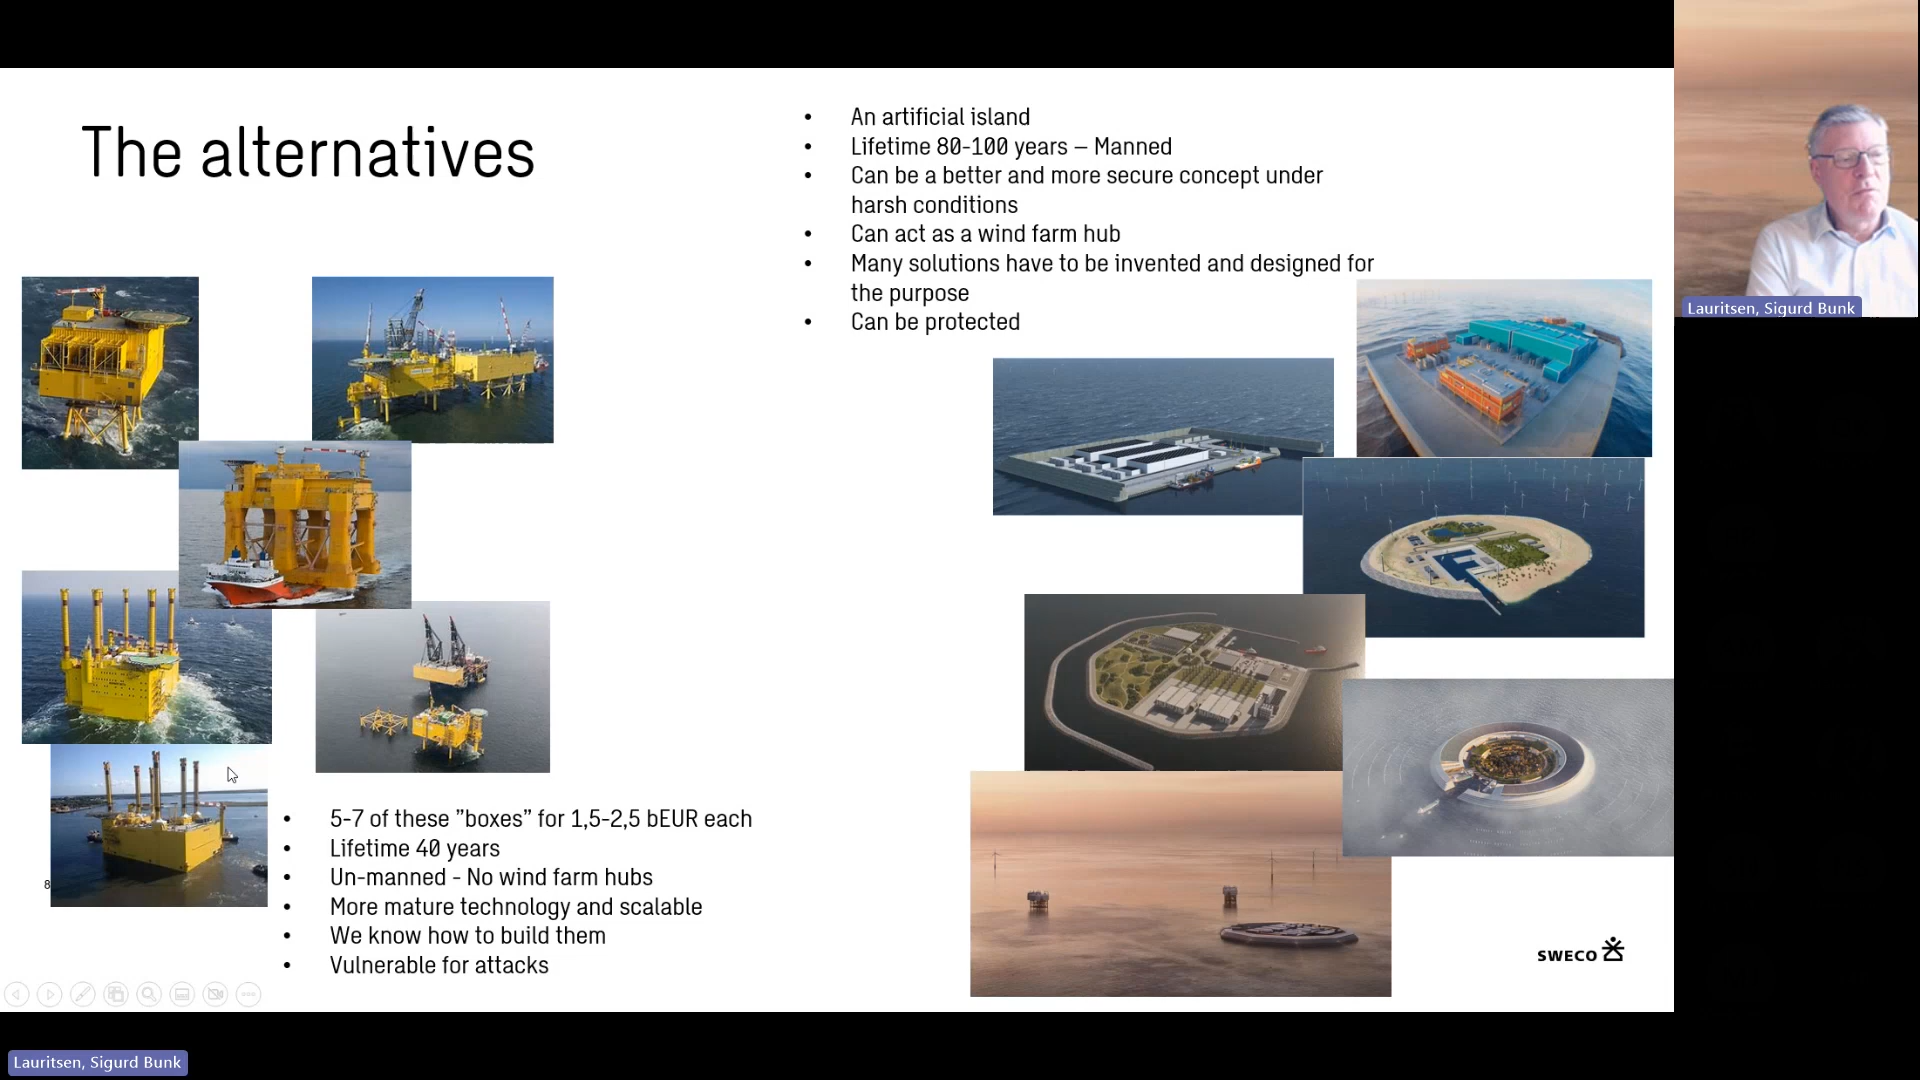 The alternatives
• An artificial island
• Lifetime 80-100 years – Manned
• Can be a better and more secure concept under
harsh conditions
• Can act as a wind farm hub
• Many solutions have to be invented and designed for
the purpose
• Can be protected
• 5-7 of these ”boxes” for 1,5-2,5 bEUR each
• Lifetime 40 years
• Un-manned - No wind farm hubs
• More mature technology and scalable
• We know how to build them
• Vulnerable for attacks
8
SWECO
Lauritsen, Sigurd Bunk
Lauritsen, Sigurd Bunk